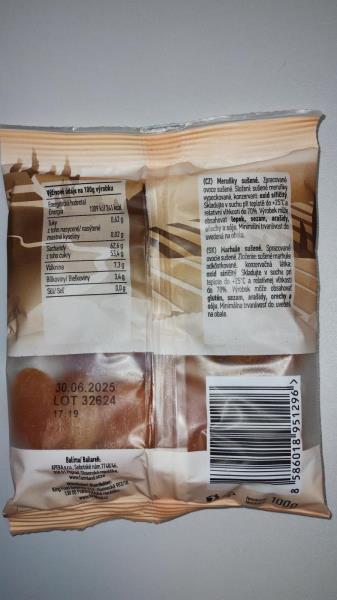 Výživové údaje na 100g výrobku
Energetická hodnota/
Energia 1089 kJ/ 261 kcal
Tuky 0,62 g
z toho nasycené/ nasýtené
mastné kyseliny 0,02 g
Sacharidy 62,6 g
z toho cukry 53,4 g
Vláknina 7,3 g
Bílkoviny/ Bielkoviny 3,4 g
Sůl/ Soľ 0,0 g
(CZ) Meruňky sušené. Zpracované
ovoce sušené. Složení: sušené meruňky
vypeckované, konzervant: oxid siřičitý.
Skladujte v suchu při teplotě do +25°C a
relativní vlhkosti do 70%. Výrobek může
obsahovat lepek, sezam, arašídy,
ořechy a sóju. Minimální trvanlivost do:
uvedená na obalu.
(SK) Marhule sušené. Spracované
ovocie sušené. Zloženie: sušené marhule
odkôstkované, konzervačná látka:
oxid siričitý. Skladujte v suchu pri
teplote do +25°C a relatívnej vlhkosti
do 70%. Výrobok môže obsahovať
glutén, sezam, arašidy, orechy a
sóju. Minimálna trvanlivosť do: uvedené
na obale.
30.06.2025
LOT 32624
17:19
Balírna/ Baliareň:
8 586018 951296 >
100g